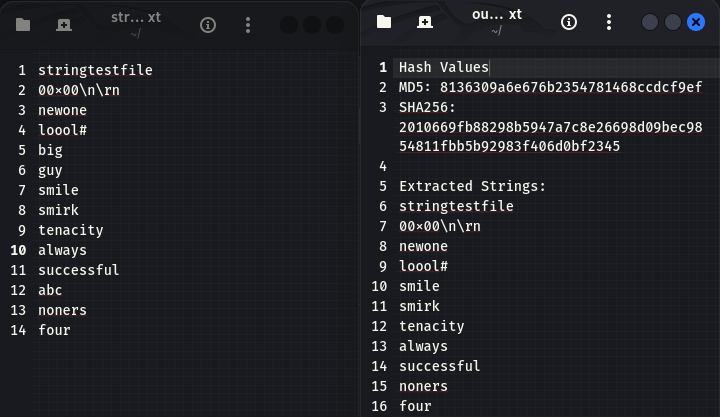 str... xt
~/
1 stringtestfile
2 00×00\n\rn
3 newone
4 loool#
5 big
6 guy
7 smile
8 smirk
9 tenacity
10 always
11 successful
12 abc
13 noners
14 four
ou... xt
~/
1 Hash Values
2 MD5: 8136309a6e676b2354781468ccdcf9ef
3 SHA256:
2010669fb88298b5947a7c8e26698d09bec98
54811fbb5b92983f406d0bf2345
4
5 Extracted Strings:
6 stringtestfile
7 00×00\n\rn
8 newone
9 loool#
10 smile
11 smirk
12 tenacity
13 always
14 successful
15 noners
16 four